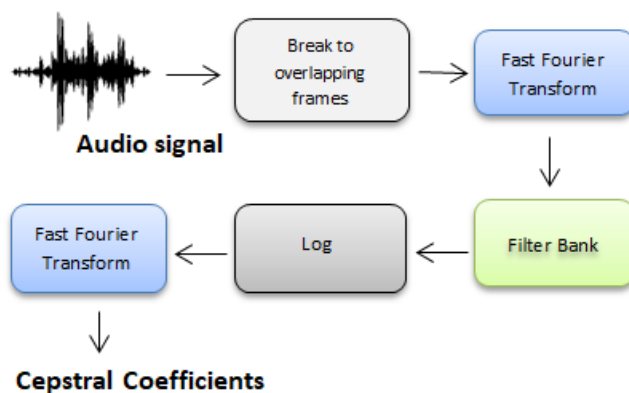 Audio signal
Break to
overlapping
frames
Fast Fourier
Transform
Filter Bank
Log
Fast Fourier
Transform
Cepstral Coefficients